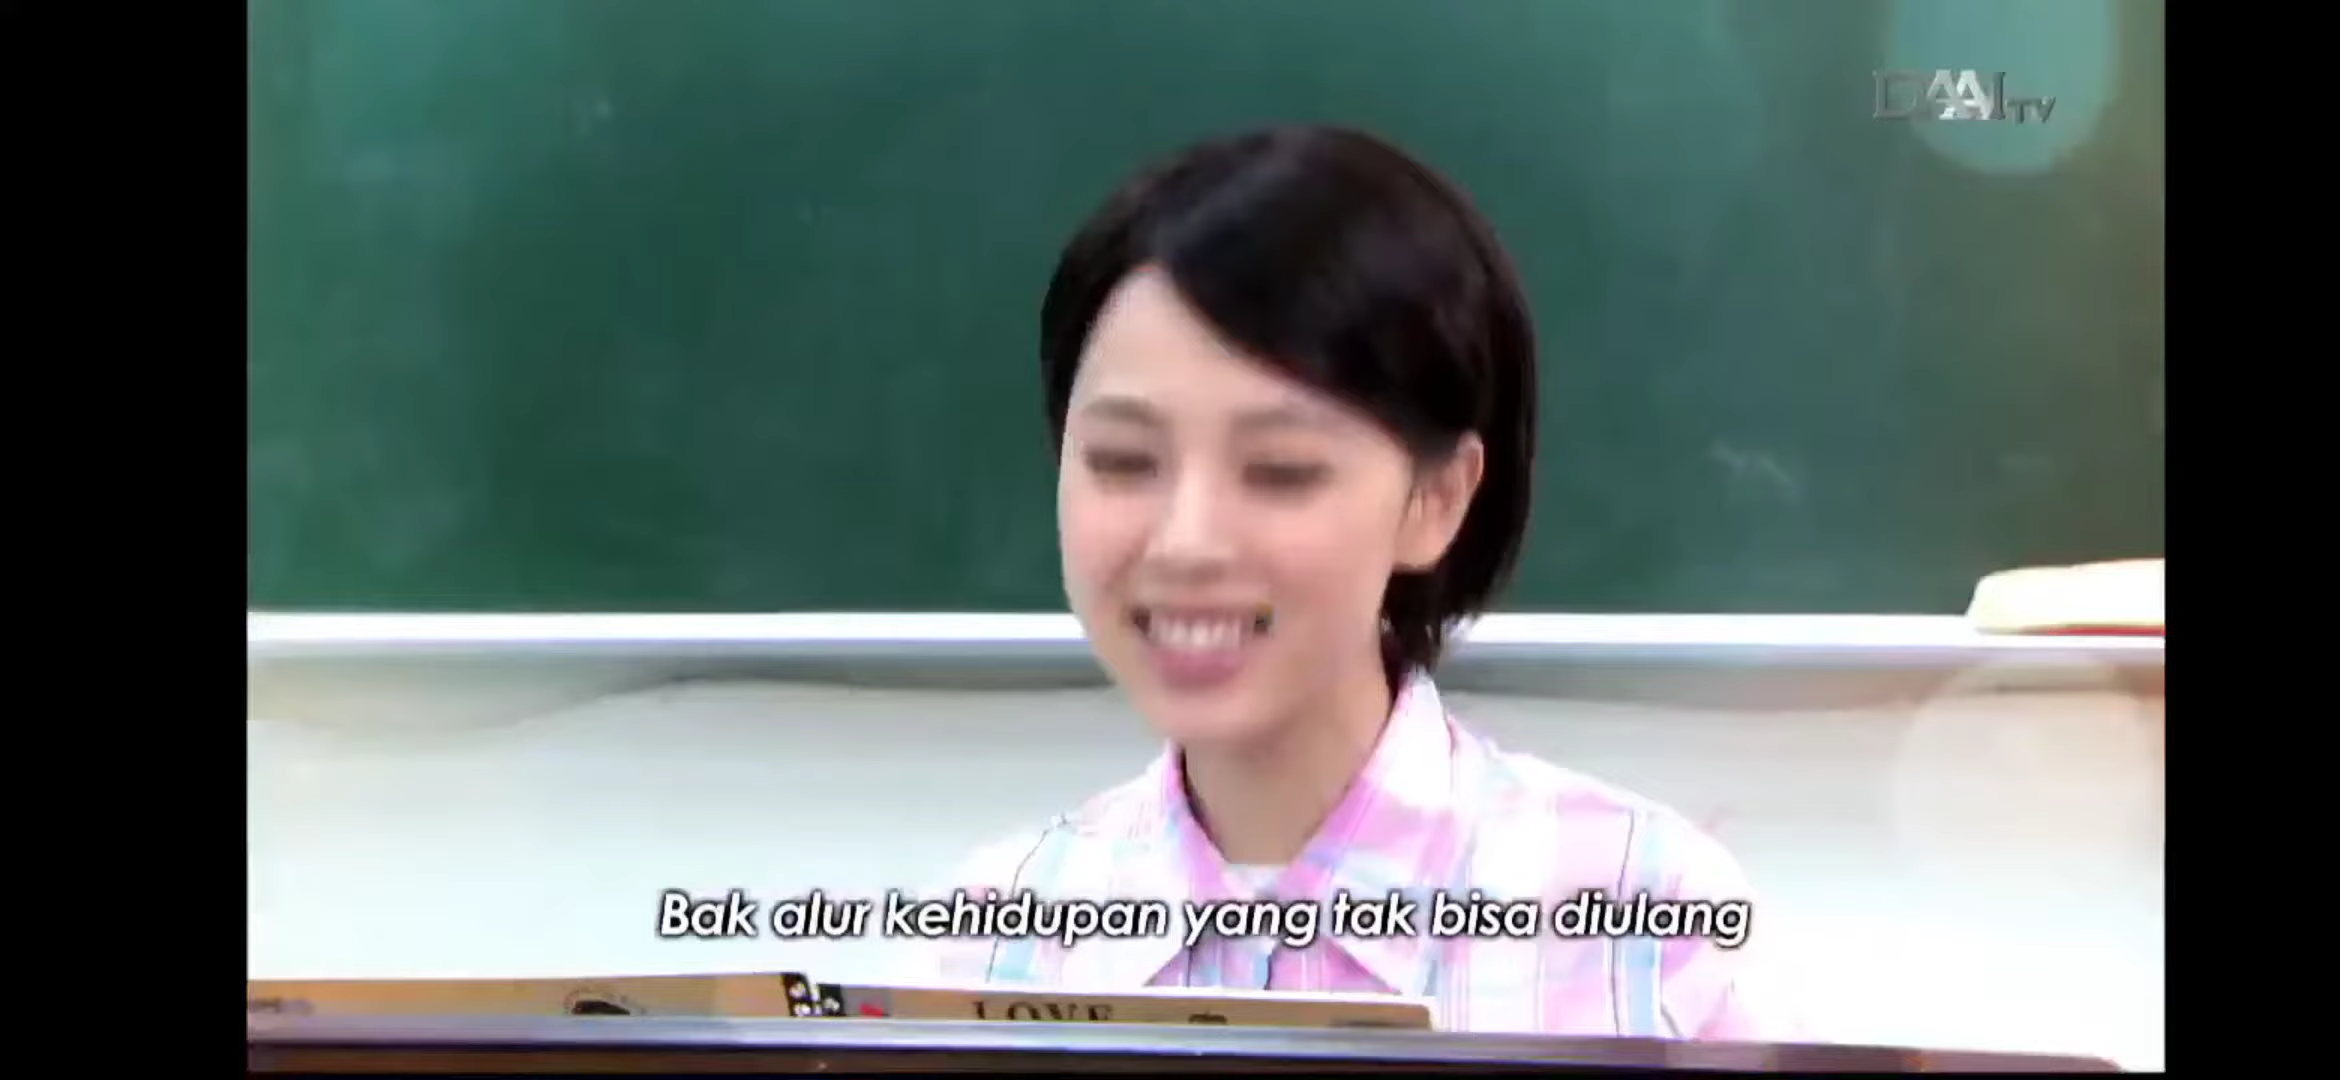 DAAI TV
Bak alur kehidupan yang tak bisa diulang
LOVE